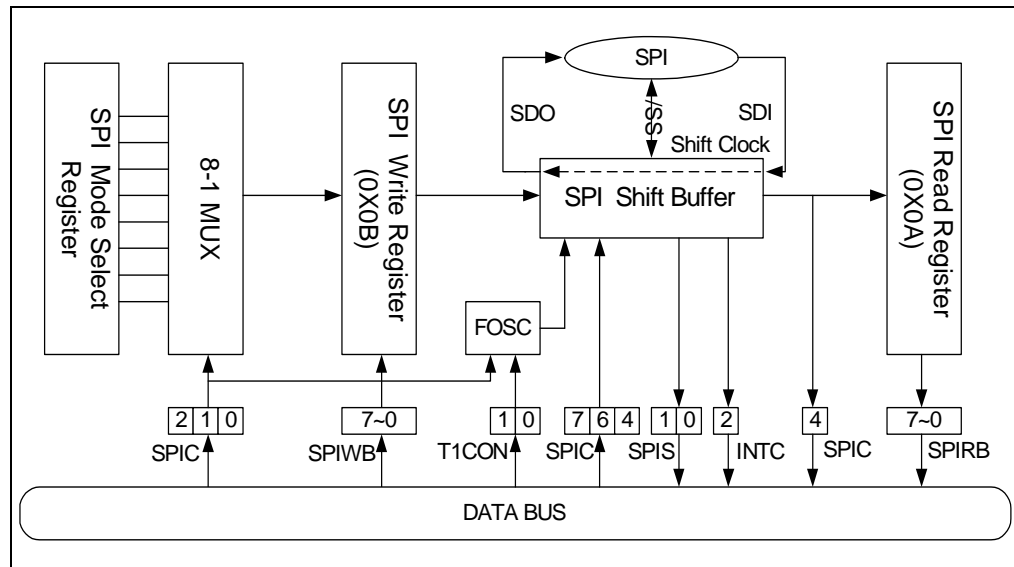 SPI Mode Select
Register
8-1 MUX
SPI Write Register
(0X0B)
SPI
SDO
/SS
SDI
Shift Clock
SPI Shift Buffer
SPI Read Register
(0X0A)
FOSC
2 1 0
7~0
1 0
7 6 4
1 0
2
4
7~0
SPIC
SPIWB
T1CON
SPIC
SPIS
INTC
SPIC
SPIRB
DATA BUS